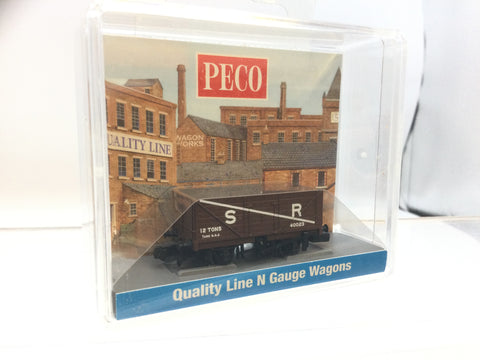 PECO
WAGON
WORKS
QUALITY LINE
S R
12 TONS
40023
Quality Line N Gauge Wagons